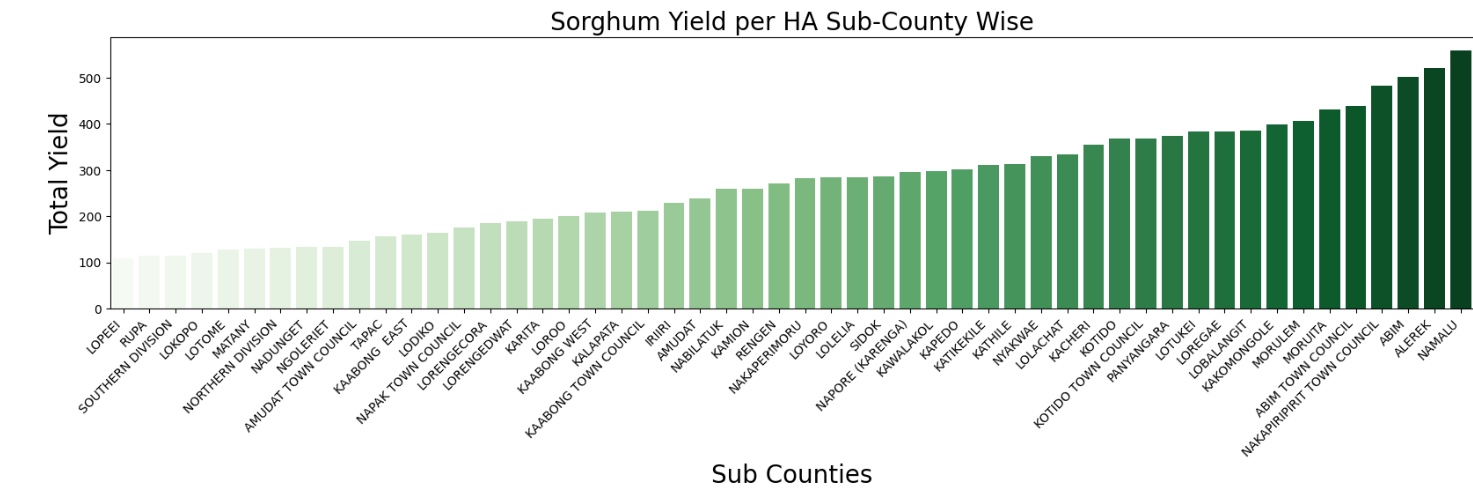 Sorghum Yield per HA Sub-County Wise
Total Yield
500
400
300
200
100
0
LOPEEI
RUPA
SOUTHERN DIVISION
LOKOPO
LOTOME
MATANY
NORTHERN DIVISION
NADUNGET
NGOLERIET
AMUDAT TOWN COUNCIL
TAPAC
KAABONG  EAST
LODIKO
NAPAK TOWN COUNCIL
LORENGECORA
LORENGEDWAT
KARITA
LOROO
KAABONG WEST
KALAPATA
KAABONG TOWN COUNCIL
IRIIRI
AMUDAT
NABILATUK
KAMION
RENGEN
NAKAPERIMORU
LOYORO
LOLELIA
SIDOK
NAPORE (KARENGA)
KAWALAKOL
KAPEDO
KATIKEKILE
KATHILE
NYAKWAE
LOLACHAT
KACHERI
KOTIDO
KOTIDO TOWN COUNCIL
PANYANGARA
LOTUKEI
LOREGAE
LOBALANGIT
KAKOMONGOLE
MORULEM
MORUITA
ABIM TOWN COUNCIL
NAKAPIRIPIRIT TOWN COUNCIL
ABIM
ALEREK
NAMALU
Sub Counties